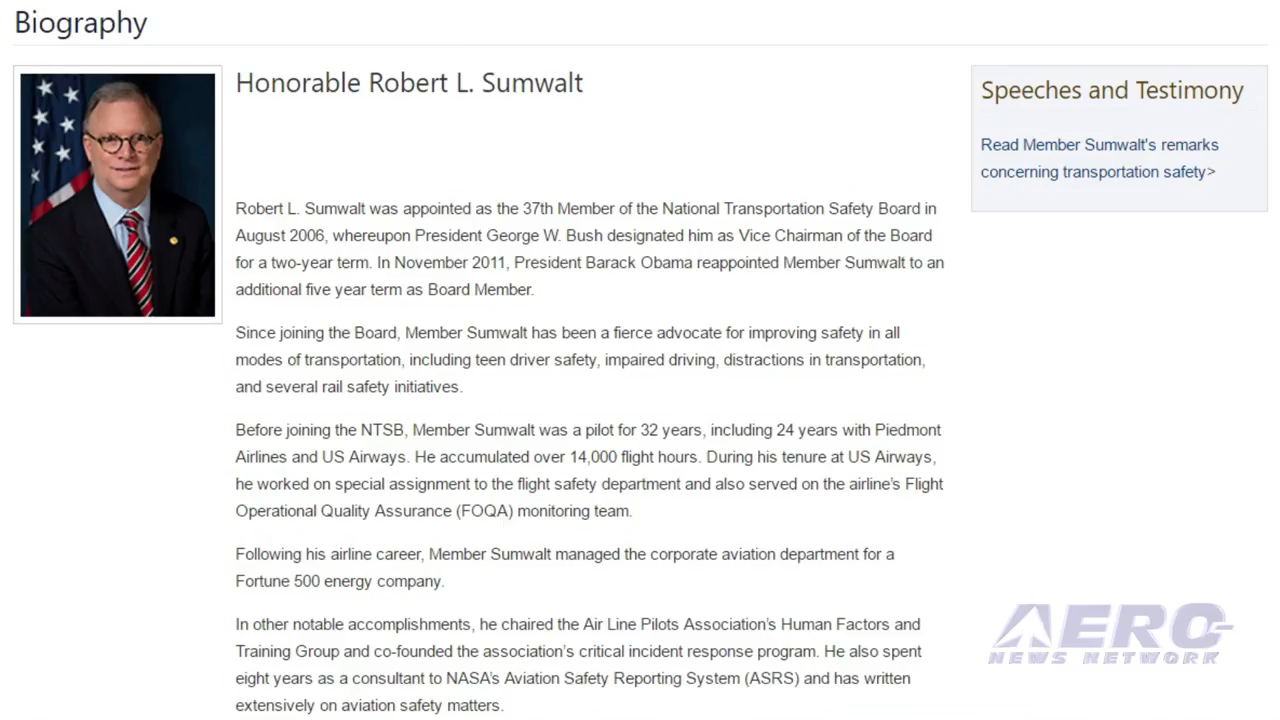 Biography
Honorable Robert L. Sumwalt
Robert L. Sumwalt was appointed as the 37th Member of the National Transportation Safety Board in
August 2006, whereupon President George W. Bush designated him as Vice Chairman of the Board
for a two-year term. In November 2011, President Barack Obama reappointed Member Sumwalt to an
additional five year term as Board Member.
Since joining the Board, Member Sumwalt has been a fierce advocate for improving safety in all
modes of transportation, including teen driver safety, impaired driving, distractions in transportation,
and several rail safety initiatives.
Before joining the NTSB, Member Sumwalt was a pilot for 32 years, including 24 years with Piedmont
Airlines and US Airways. He accumulated over 14,000 flight hours. During his tenure at US Airways,
he worked on special assignment to the flight safety department and also served on the airline's Flight
Operational Quality Assurance (FOQA) monitoring team.
Following his airline career, Member Sumwalt managed the corporate aviation department for a
Fortune 500 energy company.
In other notable accomplishments, he chaired the Air Line Pilots Association's Human Factors and
Training Group and co-founded the association's critical incident response program. He also spent
eight years as a consultant to NASA's Aviation Safety Reporting System (ASRS) and has written
extensively on aviation safety matters.
Speeches and Testimony
Read Member Sumwalt's remarks
concerning transportation safety>
AERO
NEWS NETWORK